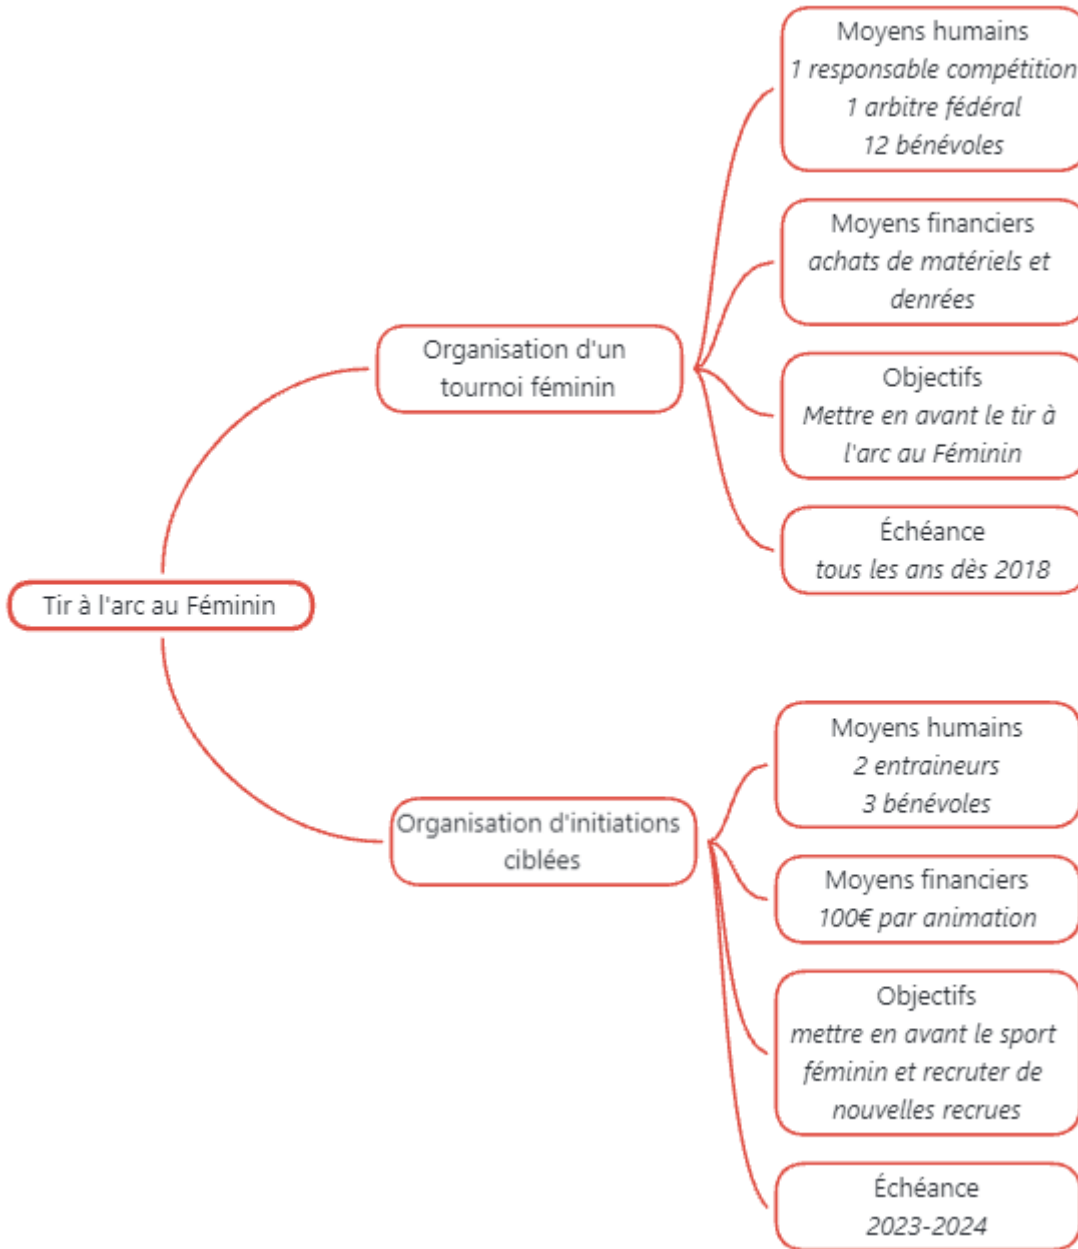 Tir à l'arc au Féminin
Organisation d'un
tournoi féminin
Moyens humains
1 responsable compétition
1 arbitre fédéral
12 bénévoles
Moyens financiers
achats de matériels et
denrées
Objectifs
Mettre en avant le tir à
l'arc au Féminin
Échéance
tous les ans dès 2018
Organisation d'initiations
ciblées
Moyens humains
2 entraineurs
3 bénévoles
Moyens financiers
100€ par animation
Objectifs
mettre en avant le sport
féminin et recruter de
nouvelles recrues
Échéance
2023-2024